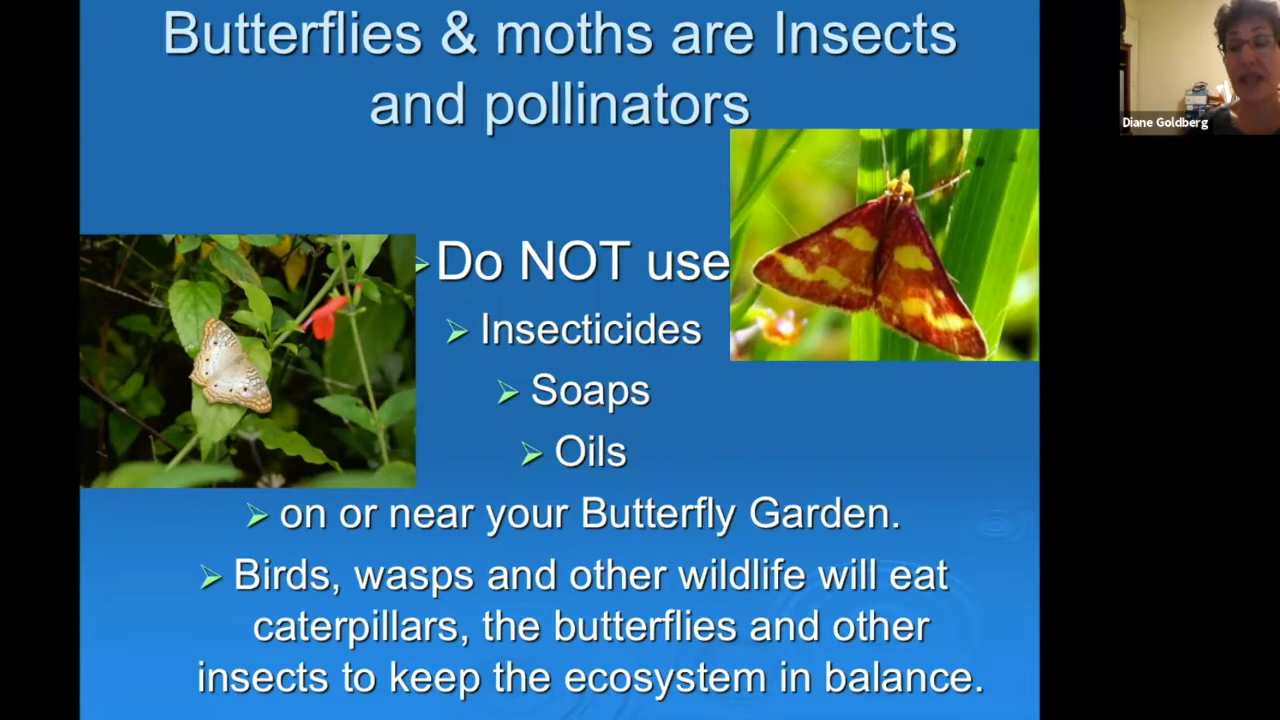 Butterflies & moths are Insects
and pollinators
Do NOT use
Insecticides
Soaps
Oils
on or near your Butterfly Garden.
Birds, wasps and other wildlife will eat
caterpillars, the butterflies and other
insects to keep the ecosystem in balance.
Diane Goldberg